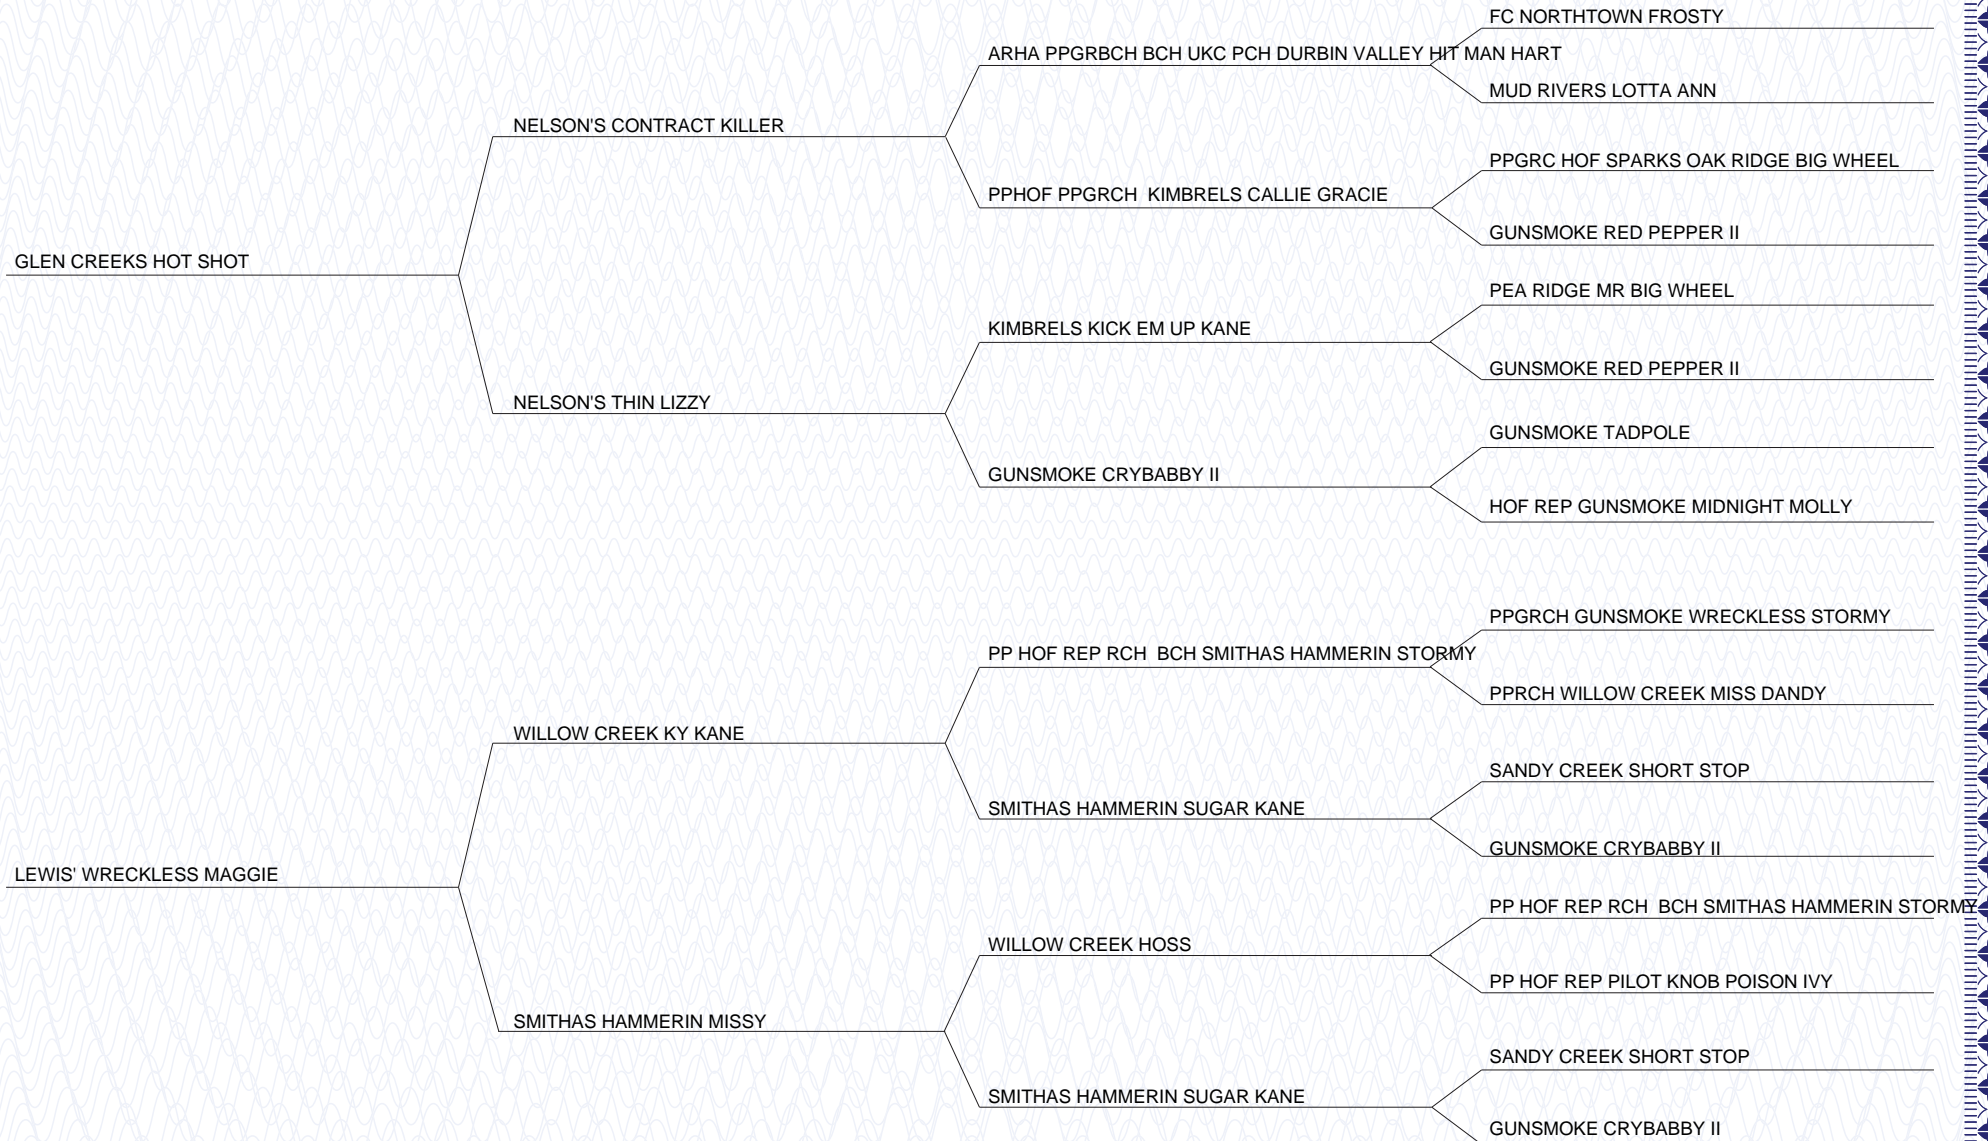 FC NORTHTOWN FROSTY
ARHA PPGRBCH BCH UKC PCH DURBIN VALLEY HIT MAN HART
MUD RIVERS LOTTA ANN
NELSON'S CONTRACT KILLER
PPGRC HOF SPARKS OAK RIDGE BIG WHEEL
PPHOF PPGRCH  KIMBRELS CALLIE GRACIE
GUNSMOKE RED PEPPER II
GLEN CREEKS HOT SHOT
PEA RIDGE MR BIG WHEEL
KIMBRELS KICK EM UP KANE
GUNSMOKE RED PEPPER II
NELSON'S THIN LIZZY
GUNSMOKE TADPOLE
GUNSMOKE CRYBABBY II
HOF REP GUNSMOKE MIDNIGHT MOLLY
PPGRCH GUNSMOKE WRECKLESS STORMY
PP HOF REP RCH  BCH SMITHAS HAMMERIN STORMY
PPRCH WILLOW CREEK MISS DANDY
WILLOW CREEK KY KANE
SANDY CREEK SHORT STOP
SMITHAS HAMMERIN SUGAR KANE
GUNSMOKE CRYBABBY II
LEWIS' WRECKLESS MAGGIE
PP HOF REP RCH  BCH SMITHAS HAMMERIN STORMY
WILLOW CREEK HOSS
PP HOF REP PILOT KNOB POISON IVY
SMITHAS HAMMERIN MISSY
SANDY CREEK SHORT STOP
SMITHAS HAMMERIN SUGAR KANE
GUNSMOKE CRYBABBY II